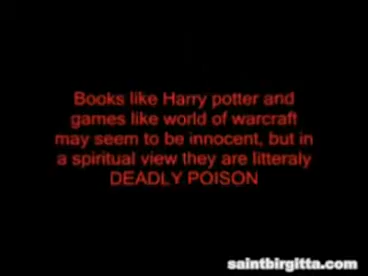 Books like Harry potter and
games like world of warcraft
may seem to be innocent, but in
a spiritual view they are litteraly
DEADLY POISON
saintbirgitta.com